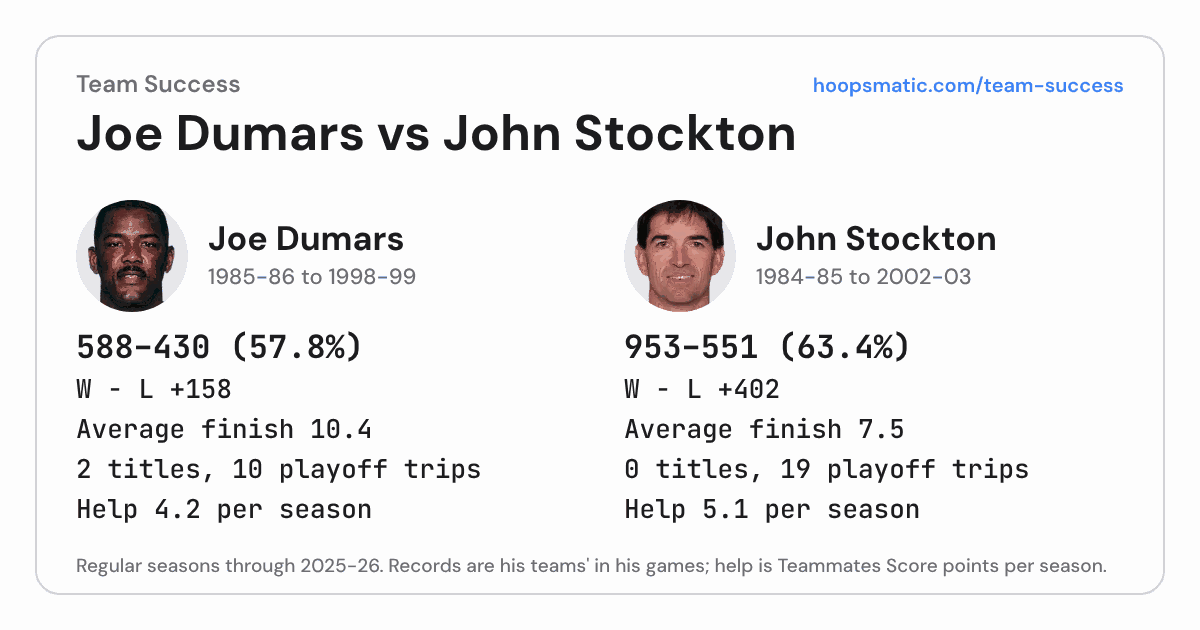 Team Success
hoopsmatic.com/team-success
Joe Dumars vs John Stockton
Joe Dumars
1985-86 to 1998-99
588-430 (57.8%)
W - L +158
Average finish 10.4
2 titles, 10 playoff trips
Help 4.2 per season
John Stockton
1984-85 to 2002-03
953-551 (63.4%)
W - L +402
Average finish 7.5
0 titles, 19 playoff trips
Help 5.1 per season
Regular seasons through 2025-26. Records are his teams' in his games; help is Teammates Score points per season.